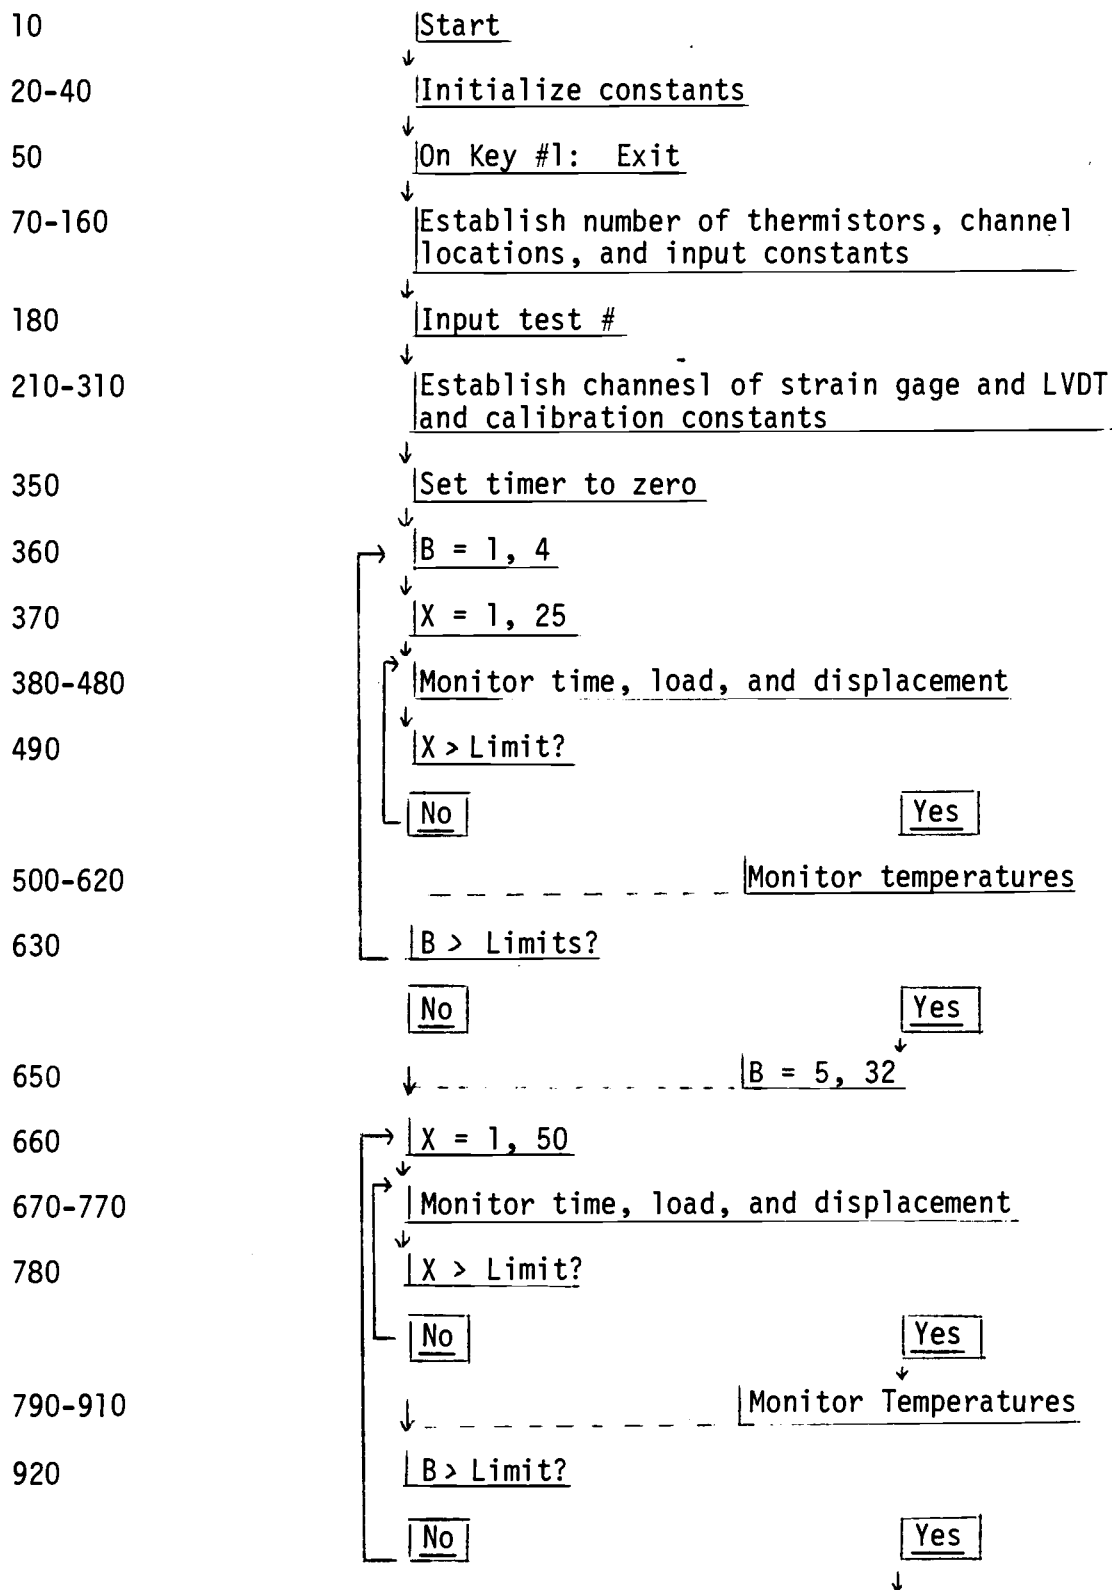 10 Start
20-40 Initialize constants
50 On Key #1: Exit
70-160 Establish number of thermistors, channel
locations, and input constants
180 Input test #
210-310 Establish channesl of strain gage and LVDT
and calibration constants
350 Set timer to zero
360 B = 1, 4
370 X = 1, 25
380-480 Monitor time, load, and displacement
490 X > Limit?
No Yes
500-620 Monitor temperatures
630 B > Limits?
No Yes
650 B = 5, 32
660 X = 1, 50
670-770 Monitor time, load, and displacement
780 X > Limit?
No Yes
790-910 Monitor Temperatures
920 B > Limit?
No Yes